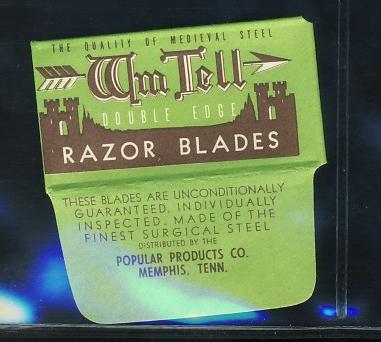 THE QUALITY OF MEDIEVAL STEEL
Wm Tell
DOUBLE EDGE
RAZOR BLADES
THESE BLADES ARE UNCONDITIONALLY
GUARANTEED, INDIVIDUALLY
INSPECTED. MADE OF THE
FINEST SURGICAL STEEL
DISTRIBUTED BY THE
POPULAR PRODUCTS CO.
MEMPHIS, TENN.